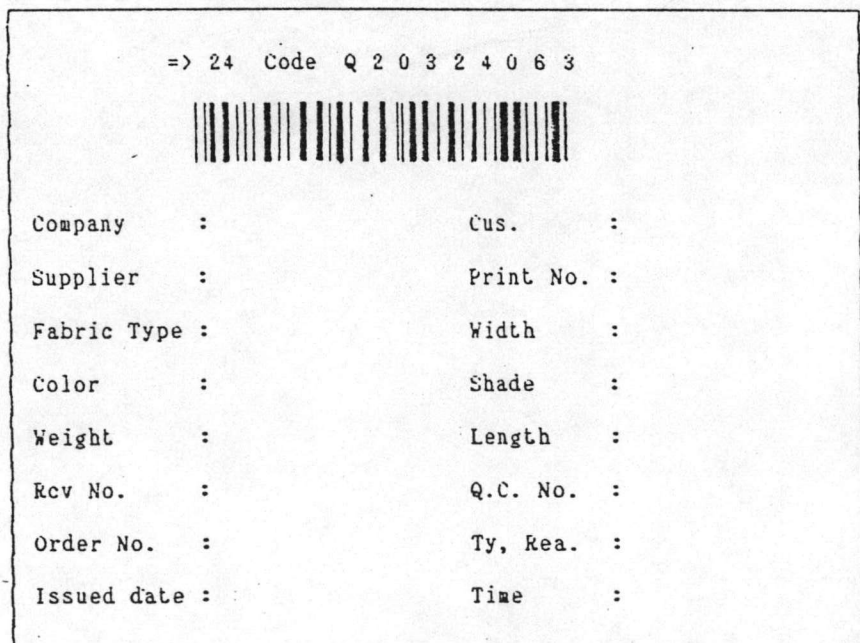 => 24 Code Q 2 0 3 2 4 0 6 3
Company : Cus. :
Supplier : Print No. :
Fabric Type : Width :
Color : Shade :
Weight : Length :
Rcv No. : Q.C. No. :
Order No. : Ty, Rea. :
Issued date : Time :